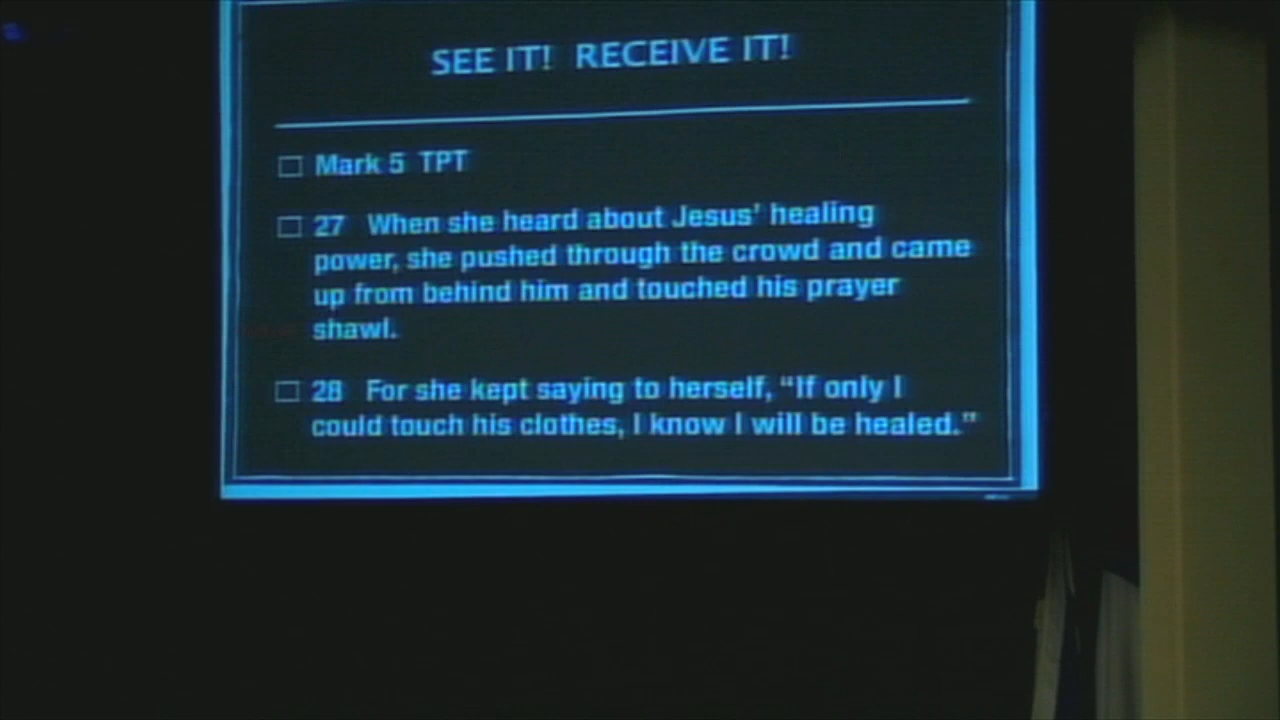 SEE IT! RECEIVE IT!
Mark 5 TPT
27 When she heard about Jesus' healing
power, she pushed through the crowd and came
up from behind him and touched his prayer
shawl.
28 For she kept saying to herself, “If only I
could touch his clothes, I know I will be healed.”